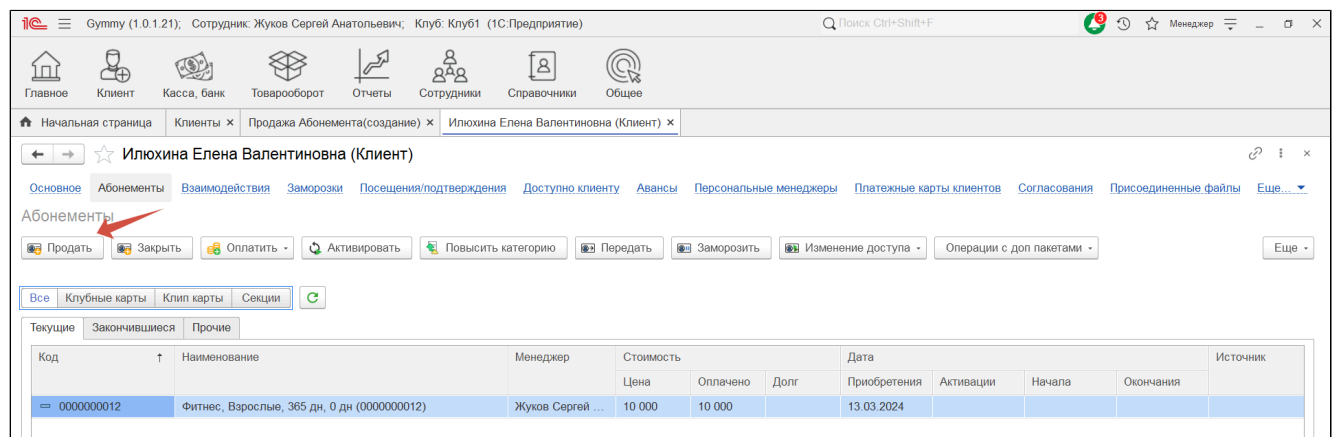 1С Gymmy (1.0.1.21); Сотрудник: Жуков Сергей Анатольевич; Клуб: Клуб1 (1С:Предприятие) Поиск Ctrl+Shift+F 3 Менеджер
Главное Клиент Касса, банк Товарооборот Отчеты Сотрудники Справочники Общее
Начальная страница Клиенты × Продажа Абонемента(создание) × Илюхина Елена Валентиновна (Клиент) ×
Илюхина Елена Валентиновна (Клиент)
Основное Абонементы Взаимодействия Заморозки Посещения/подтверждения Доступно клиенту Авансы Персональные менеджеры Платежные карты клиентов Согласования Присоединенные файлы Еще...
Абонементы
Продать Закрыть Оплатить Активировать Повысить категорию Передать Заморозить Изменение доступа Операции с доп пакетами Еще
Все Клубные карты Клип карты Секции
Текущие Закончившиеся Прочие
Код ↑ Наименование Менеджер Стоимость Дата Источник
Цена Оплачено Долг Приобретения Активации Начала Окончания
0000000012 Фитнес, Взрослые, 365 дн, 0 дн (0000000012) Жуков Сергей ... 10 000 10 000 13.03.2024